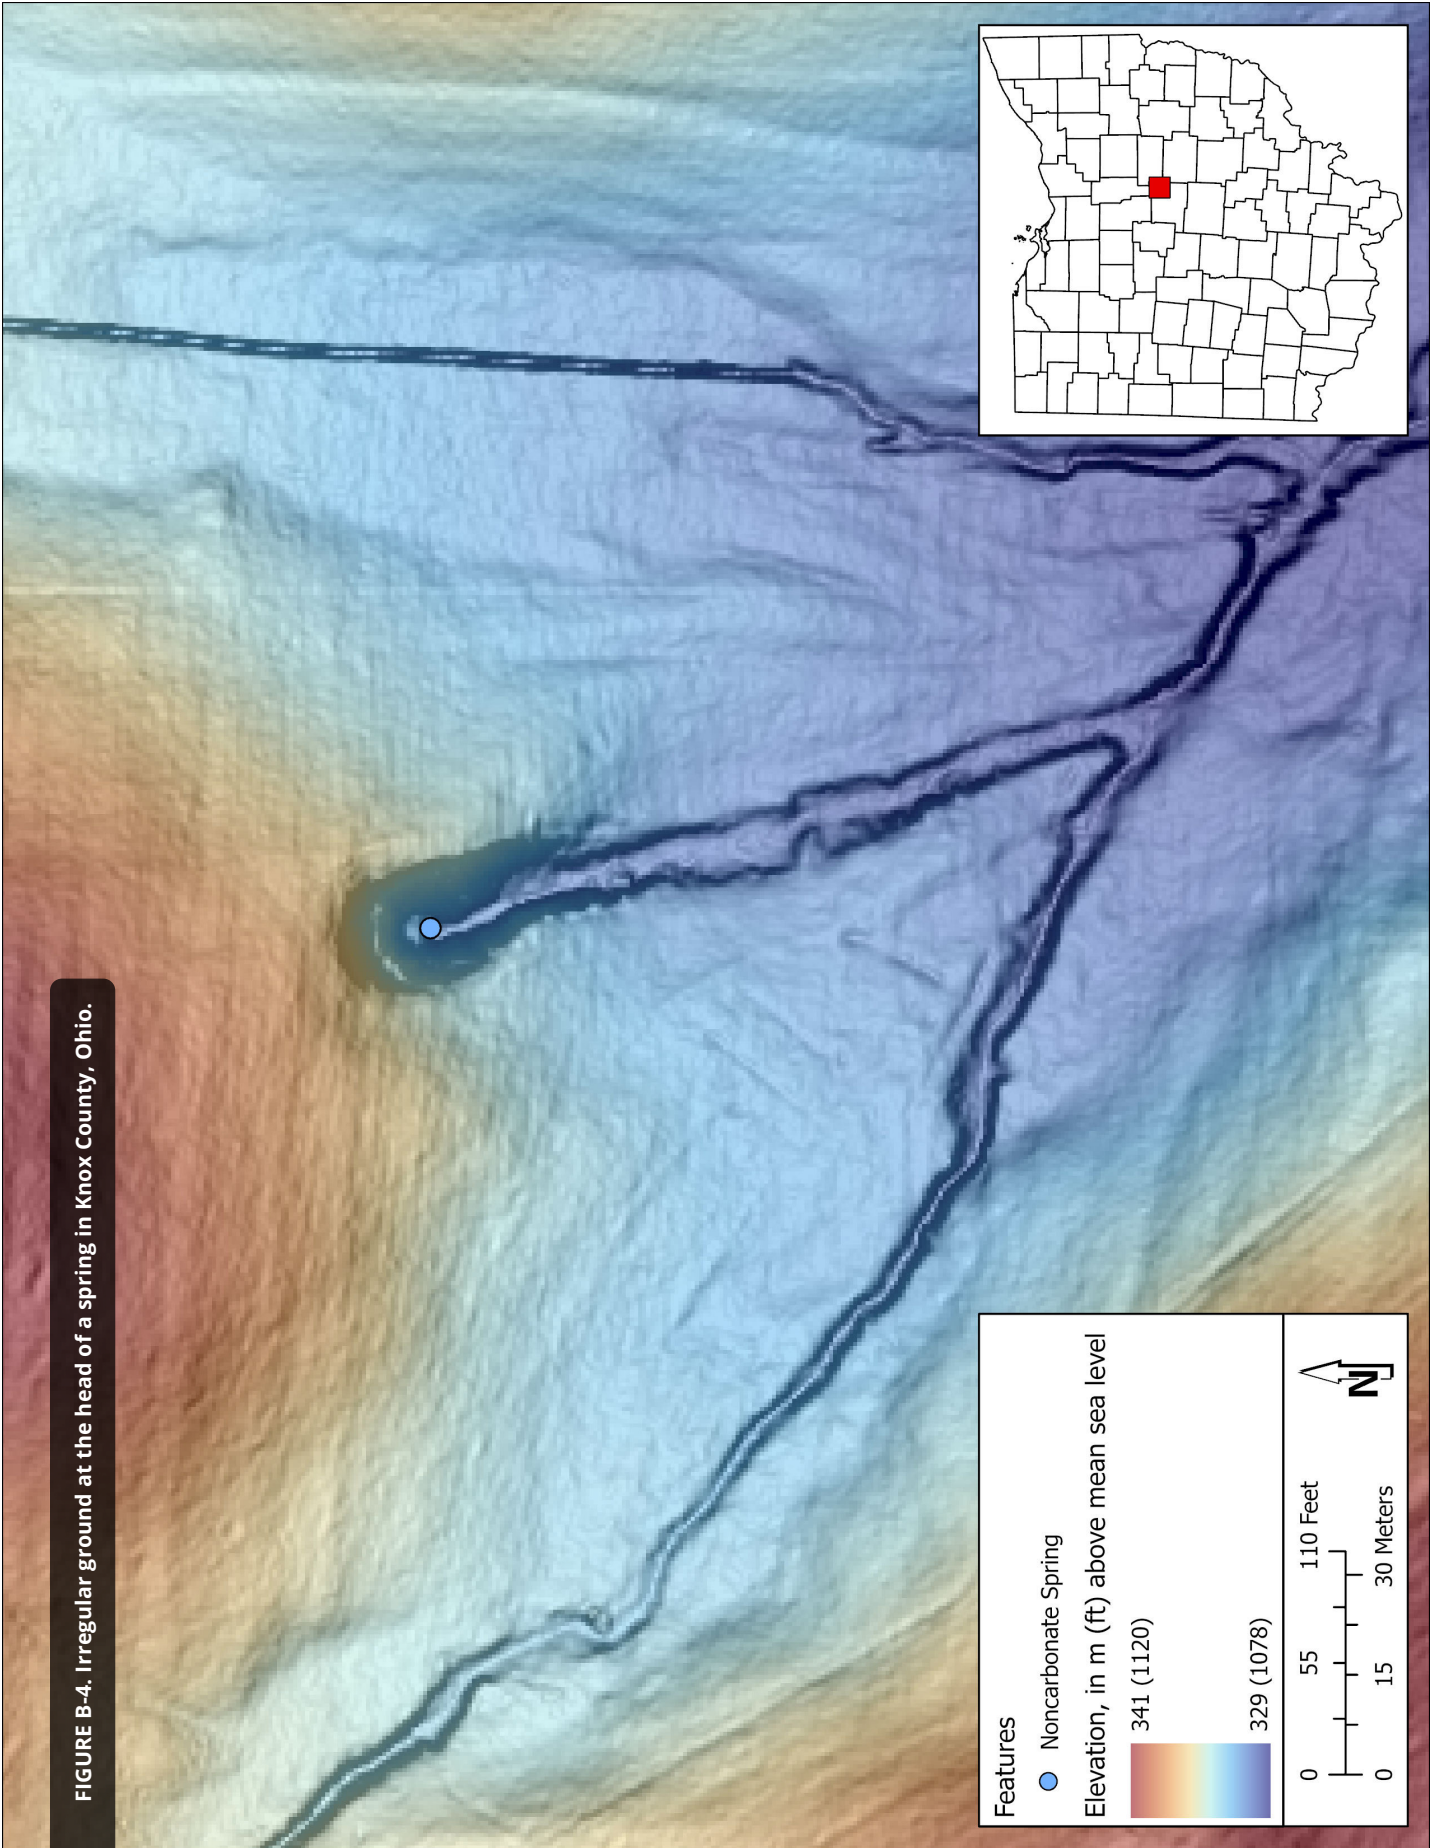 FIGURE B-4. Irregular ground at the head of a spring in Knox County, Ohio.
Features
Noncarbonate Spring
Elevation, in m (ft) above mean sea level
341 (1120)
329 (1078)
0 55 110 Feet
0 15 30 Meters
N